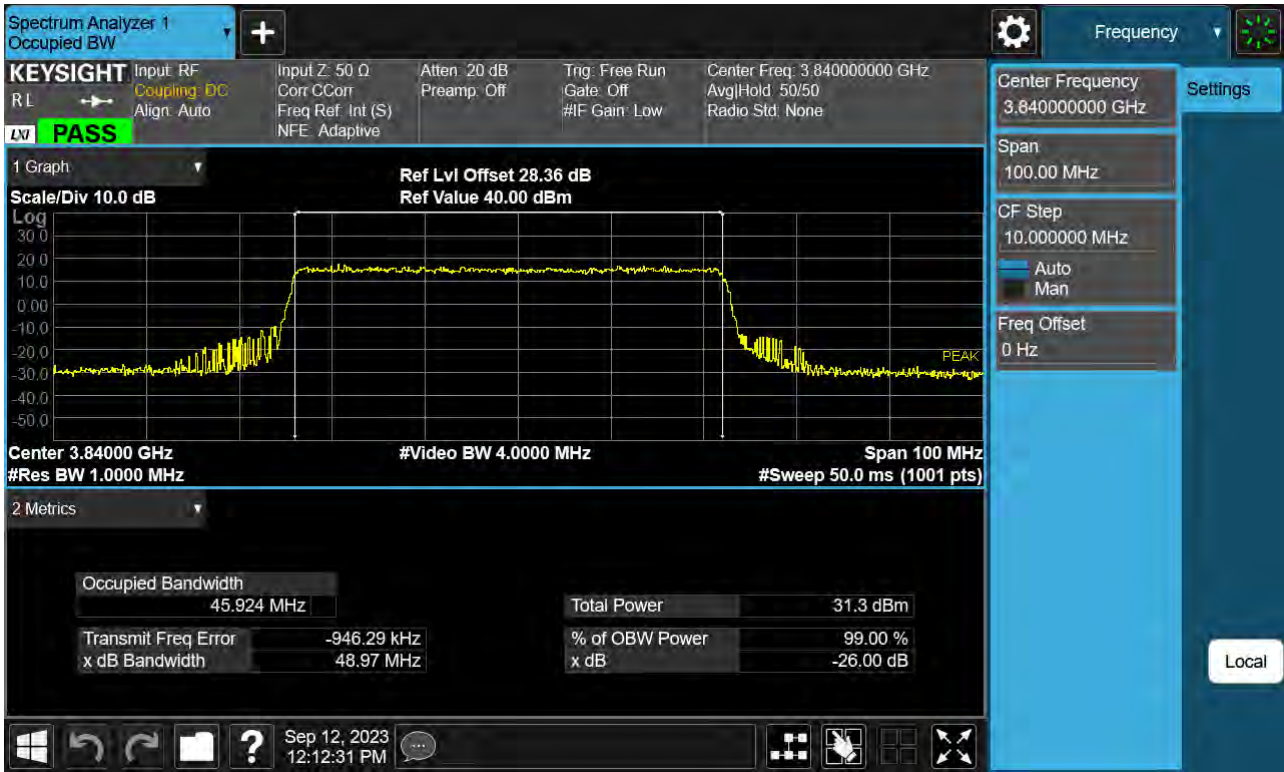 Spectrum Analyzer 1
Occupied BW
+
Frequency
KEYSIGHT
RL
LXI
PASS
Input: RF
Coupling: DC
Align: Auto
Input Z: 50 Ω
Corr CCorr
Freq Ref: Int (S)
NFE: Adaptive
Atten: 20 dB
Preamp: Off
Trig: Free Run
Gate: Off
#IF Gain: Low
Center Freq: 3.840000000 GHz
Avg|Hold: 50/50
Radio Std: None
1 Graph
Scale/Div 10.0 dB
Ref Lvl Offset 28.36 dB
Ref Value 40.00 dBm
Log
30.0
20.0
10.0
0.00
-10.0
-20.0
-30.0
-40.0
-50.0
PEAK
Center 3.84000 GHz
#Video BW 4.0000 MHz
Span 100 MHz
#Res BW 1.0000 MHz
#Sweep 50.0 ms (1001 pts)
2 Metrics
Occupied Bandwidth
45.924 MHz
Total Power 31.3 dBm
Transmit Freq Error -946.29 kHz
% of OBW Power 99.00 %
x dB Bandwidth 48.97 MHz
x dB -26.00 dB
Center Frequency
3.840000000 GHz
Settings
Span
100.00 MHz
CF Step
10.000000 MHz
Auto
Man
Freq Offset
0 Hz
Local
?
Sep 12, 2023
12:12:31 PM